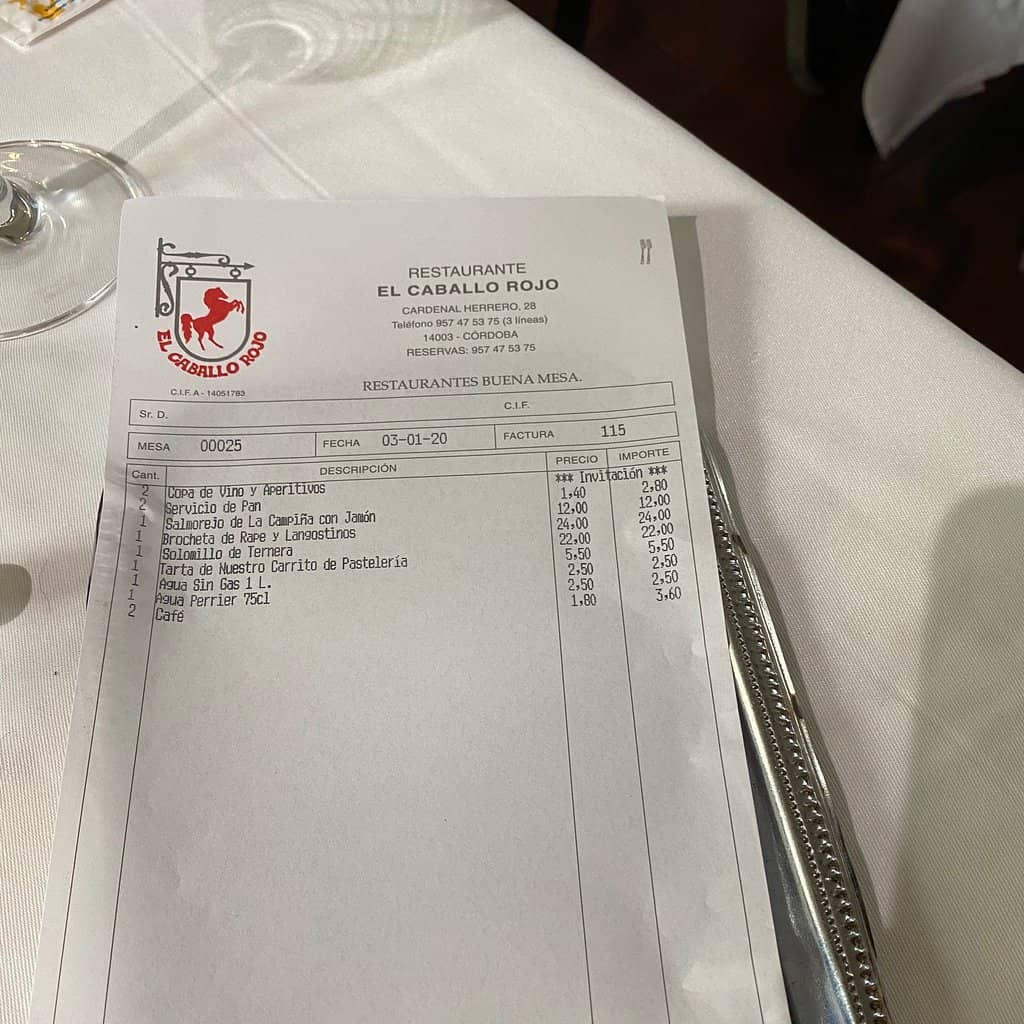 RESTAURANTE
EL CABALLO ROJO
CARDENAL HERRERO, 28
Teléfono 957 47 53 75 (3 líneas)
14003 - CÓRDOBA
RESERVAS: 957 47 53 75
EL CABALLO ROJO
C.I.F. A - 14051783
RESTAURANTES BUENA MESA.
Sr. D. C.I.F.
MESA 00025 FECHA 03-01-20 FACTURA 115
Cant. DESCRIPCIÓN PRECIO IMPORTE
2 Copa de Vino y Aperitivos *** Invitación ***
2 Servicio de Pan 1,40 2,80
1 Salmorejo de La Campiña con Jamón 12,00 12,00
1 Brocheta de Rape y Langostinos 24,00 24,00
1 Solomillo de Ternera 22,00 22,00
1 Tarta de Nuestro Carrito de Pastelería 5,50 5,50
1 Agua Sin Gas 1 L. 2,50 2,50
1 Agua Perrier 75cl 2,50 2,50
2 Café 1,80 3,60